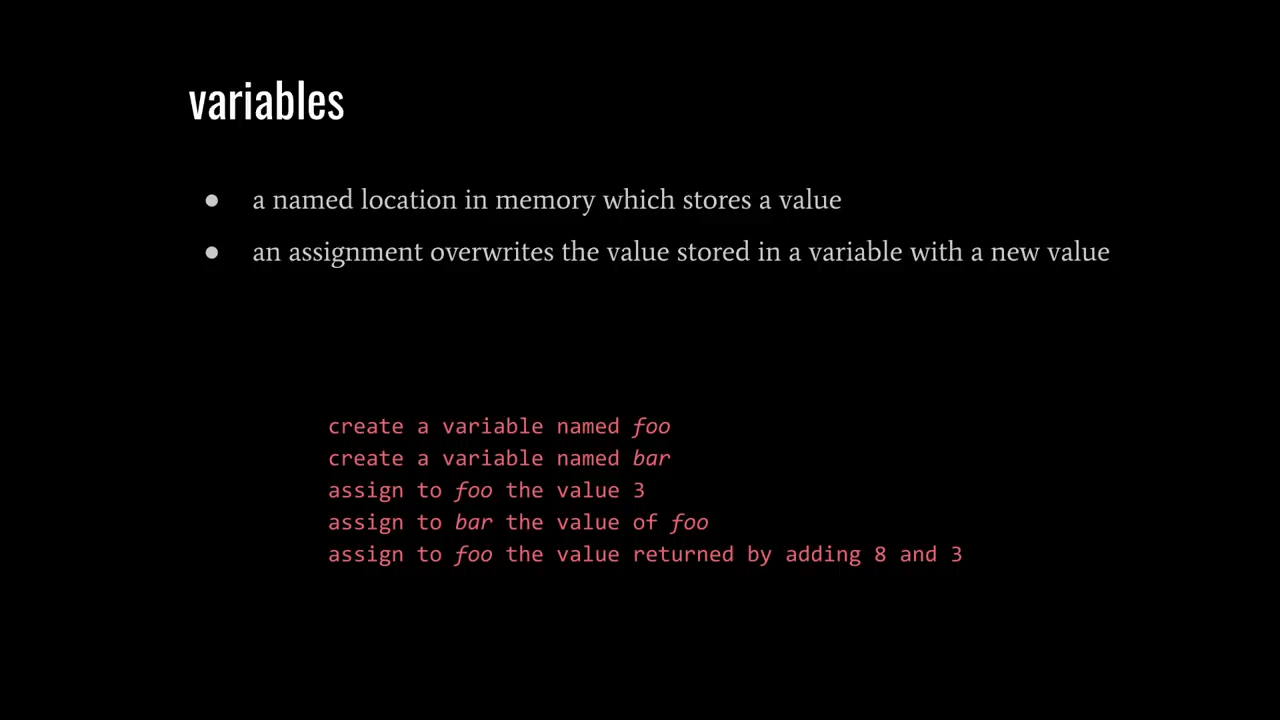 variables
● a named location in memory which stores a value
● an assignment overwrites the value stored in a variable with a new value
create a variable named foo
create a variable named bar
assign to foo the value 3
assign to bar the value of foo
assign to foo the value returned by adding 8 and 3